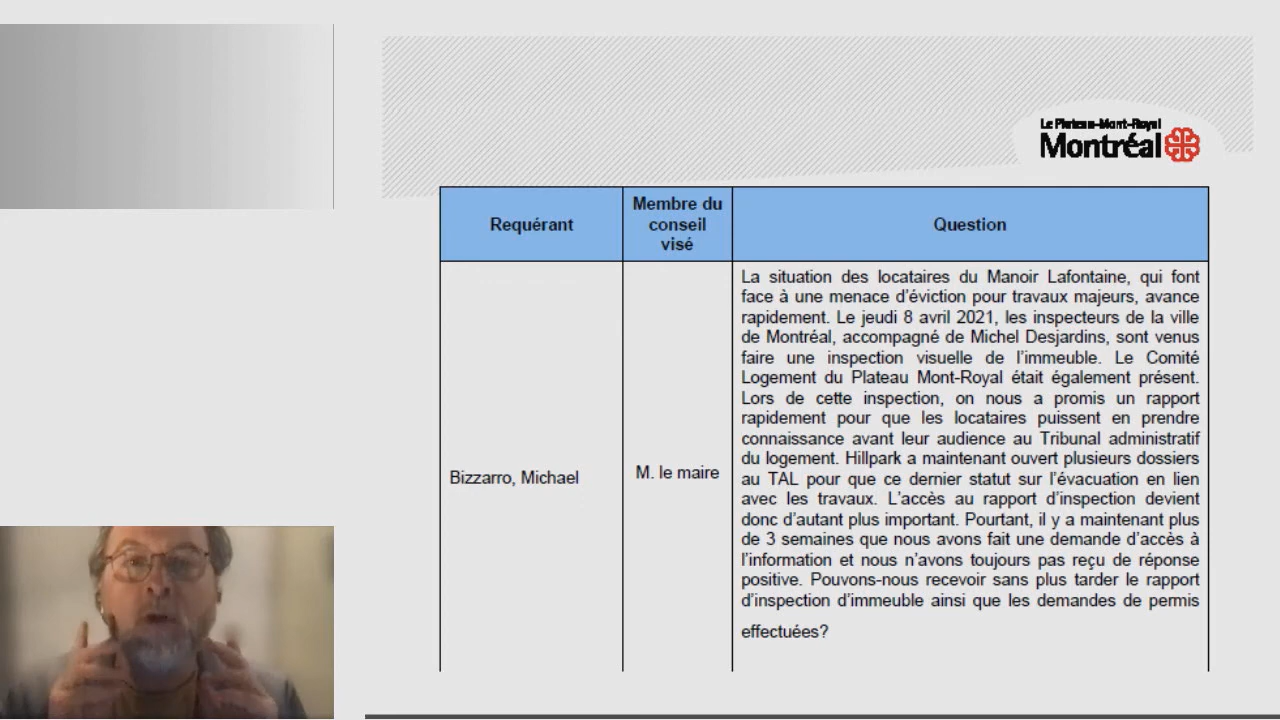 Le Plateau-Mont-Royal
Montréal
Requérant
Membre du
conseil
visé
Question
Bizzarro, Michael
M. le maire
La situation des locataires du Manoir Lafontaine, qui font
face à une menace d'éviction pour travaux majeurs, avance
rapidement. Le jeudi 8 avril 2021, les inspecteurs de la ville
de Montréal, accompagné de Michel Desjardins, sont venus
faire une inspection visuelle de l'immeuble. Le Comité
Logement du Plateau Mont-Royal était également présent.
Lors de cette inspection, on nous a promis un rapport
rapidement pour que les locataires puissent en prendre
connaissance avant leur audience au Tribunal administratif
du logement. Hillpark a maintenant ouvert plusieurs dossiers
au TAL pour que ce dernier statut sur l'évacuation en lien
avec les travaux. L'accès au rapport d'inspection devient
donc d'autant plus important. Pourtant, il y a maintenant plus
de 3 semaines que nous avons fait une demande d'accès à
l'information et nous n'avons toujours pas reçu de réponse
positive. Pouvons-nous recevoir sans plus tarder le rapport
d'inspection d'immeuble ainsi que les demandes de permis
effectuées?